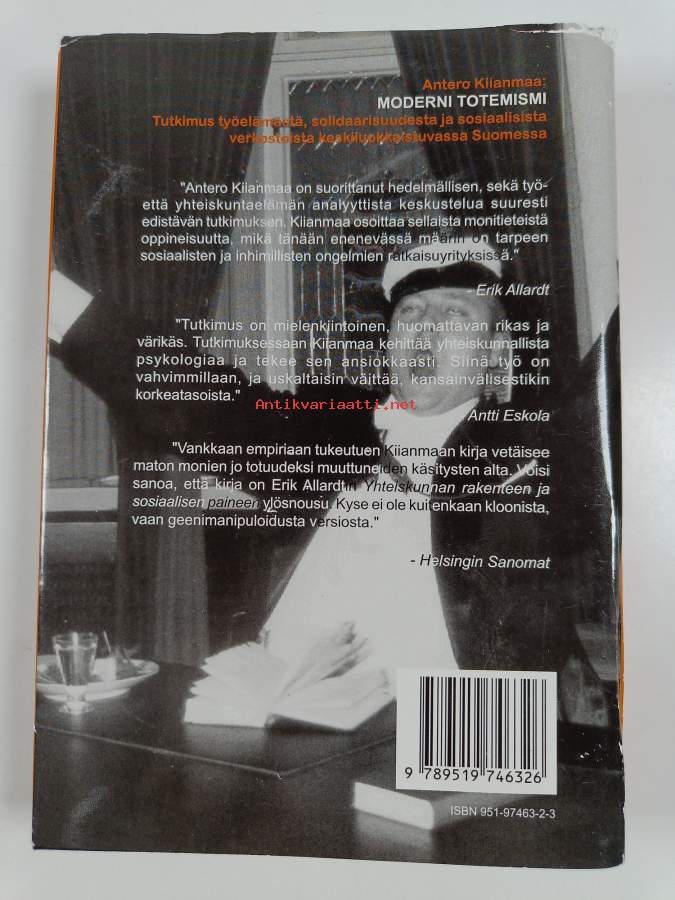 Antero Kiianmaa:
MODERNI TOTEMISMI
Tutkimus työelämästä, solidaarisuudesta ja sosiaalisista
verkostoista keskiluokkaistuvassa Suomessa
"Antero Kiianmaa on suorittanut hedelmällisen, sekä työ-
että yhteiskuntaelämän analyyttista keskustelua suuresti
edistävän tutkimuksen. Kiianmaa osoittaa sellaista monitieteistä
oppineisuutta, mikä tänään enenevässä määrin on tarpeen
sosiaalisten ja inhimillisten ongelmien ratkaisuyrityksissä."
- Erik Allardt
"Tutkimus on mielenkiintoinen, huomattavan rikas ja
värikäs. Tutkimuksessaan Kiianmaa kehittää yhteiskunnallista
psykologiaa ja tekee sen ansiokkaasti. Siinä työ on
vahvimmillaan, ja uskaltaisin väittää, kansainvälisestikin
korkeatasoista."
Antikvariaatti.net
Antti Eskola
"Vankkaan empiriaan tukeutuen Kiianmaan kirja vetäisee
maton monien jo totuudeksi muuttuneiden käsitysten alta. Voisi
sanoa, että kirja on Erik Allardtin Yhteiskunnan rakenteen ja
sosiaalisen paineen ylösnousu. Kyse ei ole kuitenkaan kloonista,
vaan geenimanipuloidusta versiosta."
- Helsingin Sanomat
9 789519 746326
ISBN 951-97463-2-3